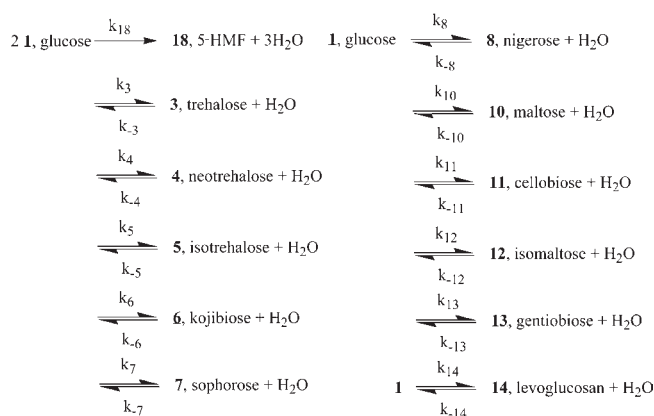 2 1, glucose k18 18, 5-HMF + 3H2O
k3
3, trehalose + H2O
k-3
k4
4, neotrehalose + H2O
k-4
k5
5, isotrehalose + H2O
k-5
k6
6, kojibiose + H2O
k-6
k7
7, sophorose + H2O
k-7
k8
1, glucose 8, nigerose + H2O
k-8
k10
10, maltose + H2O
k-10
k11
11, cellobiose + H2O
k-11
k12
12, isomaltose + H2O
k-12
k13
13, gentiobiose + H2O
k-13
k14
1 14, levoglucosan + H2O
k-14